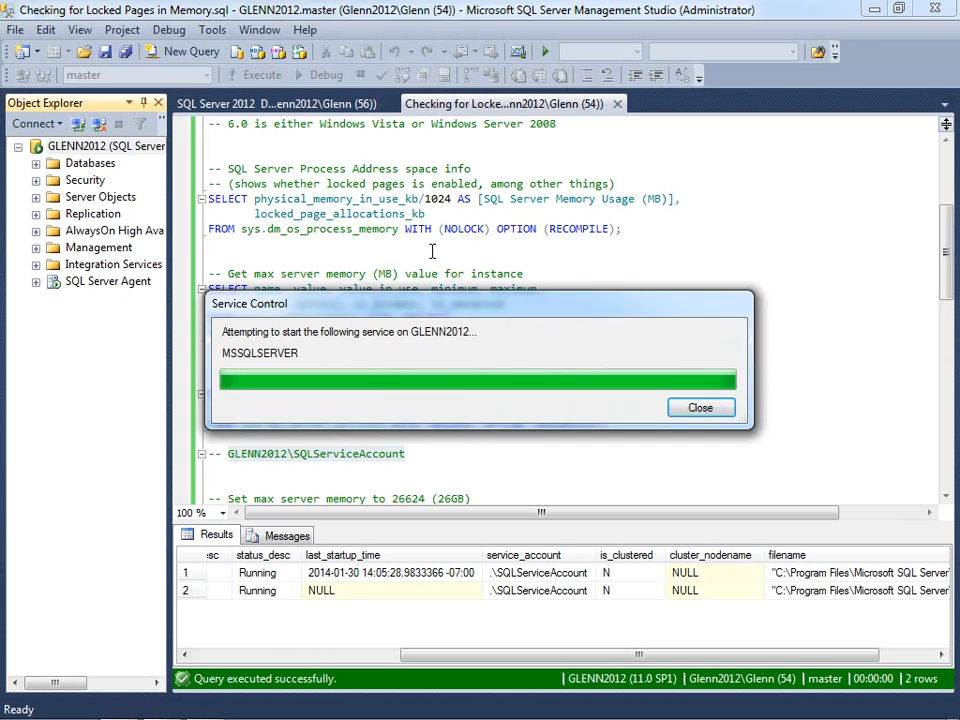 Checking for Locked Pages in Memory.sql - GLENN2012.master (Glenn2012\Glenn (54)) - Microsoft SQL Server Management Studio (Administrator)
File Edit View Project Debug Tools Window Help
New Query
master Execute Debug
Object Explorer
SQL Server 2012 D...enn2012\Glenn (56)) Checking for Locke...nn2012\Glenn (54))
Connect
GLENN2012 (SQL Server
Databases
Security
Server Objects
Replication
AlwaysOn High Ava
Management
Integration Services
SQL Server Agent
-- 6.0 is either Windows Vista or Windows Server 2008
-- SQL Server Process Address space info
-- (shows whether locked pages is enabled, among other things)
SELECT physical_memory_in_use_kb/1024 AS [SQL Server Memory Usage (MB)],
locked_page_allocations_kb
FROM sys.dm_os_process_memory WITH (NOLOCK) OPTION (RECOMPILE);
-- Get max server memory (MB) value for instance
SELECT name, value, value_in_use, minimum, maximum,
Service Control
Attempting to start the following service on GLENN2012...
MSSQLSERVER
Close
-- GLENN2012\SQLServiceAccount
-- Set max server memory to 26624 (26GB)
100 %
Results Messages
sc status_desc last_startup_time service_account is_clustered cluster_nodename filename
1 Running 2014-01-30 14:05:28.9833366 -07:00 .\SQLServiceAccount N NULL "C:\Program Files\Microsoft SQL Server
2 Running NULL .\SQLServiceAccount N NULL "C:\Program Files\Microsoft SQL Server
Query executed successfully. GLENN2012 (11.0 SP1) Glenn2012\Glenn (54) master 00:00:00 2 rows
Ready